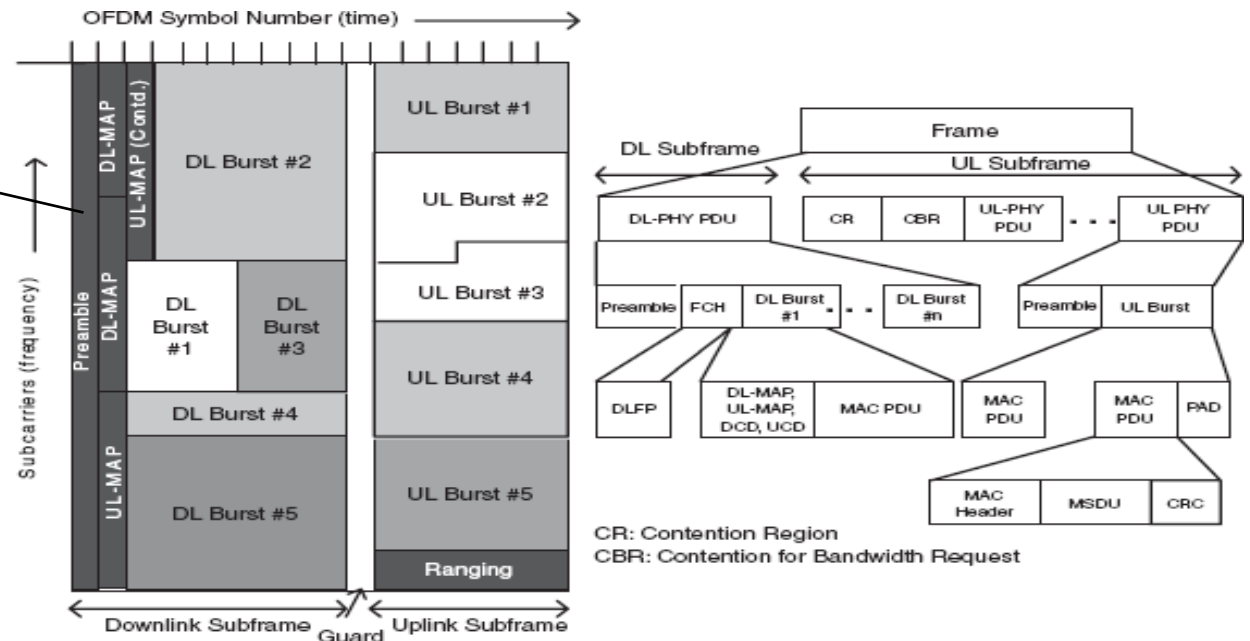 OFDM Symbol Number (time)
Subcarriers (frequency)
Preamble
DL-MAP
DL-MAP
UL-MAP
UL-MAP (Contd.)
DL Burst #2
DL
Burst
#1
DL
Burst
#3
DL Burst #4
DL Burst #5
UL Burst #1
UL Burst #2
UL Burst #3
UL Burst #4
UL Burst #5
Ranging
Downlink Subframe
Guard
Uplink Subframe
Frame
DL Subframe
UL Subframe
DL-PHY PDU
CR
CBR
UL-PHY
PDU
. . .
UL PHY
PDU
Preamble
FCH
DL Burst
#1
. . .
DL Burst
#n
Preamble
UL Burst
DLFP
DL-MAP,
UL-MAP,
DCD, UCD
MAC PDU
MAC
PDU
MAC
PDU
PAD
MAC
Header
MSDU
CRC
CR: Contention Region
CBR: Contention for Bandwidth Request